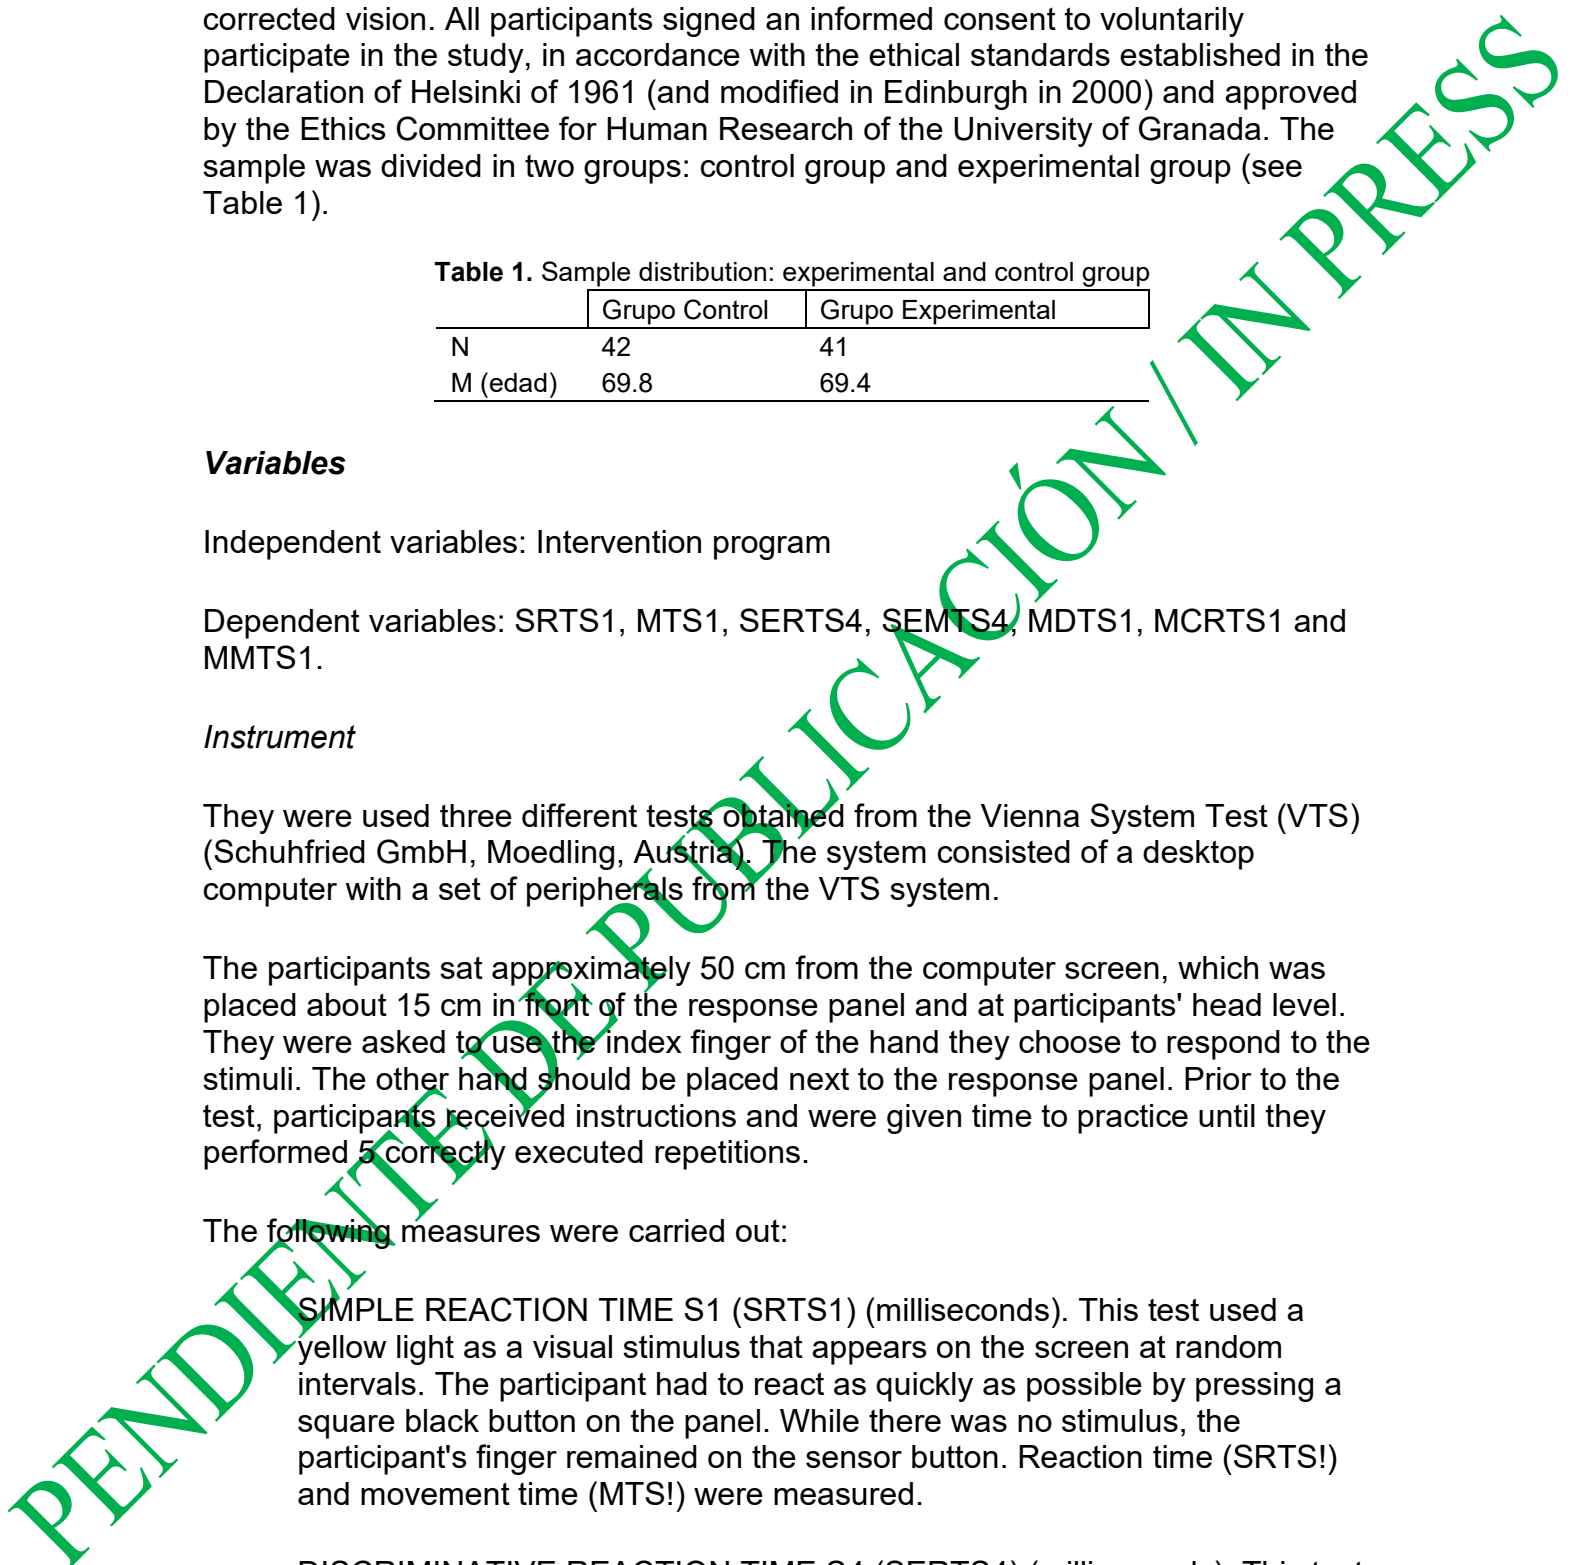 corrected vision. All participants signed an informed consent to voluntarily
participate in the study, in accordance with the ethical standards established in the
Declaration of Helsinki of 1961 (and modified in Edinburgh in 2000) and approved
by the Ethics Committee for Human Research of the University of Granada. The
sample was divided in two groups: control group and experimental group (see
Table 1).
Table 1. Sample distribution: experimental and control group
Grupo Control Grupo Experimental
N 42 41
M (edad) 69.8 69.4
Variables
Independent variables: Intervention program
Dependent variables: SRTS1, MTS1, SERTS4, SEMTS4, MDTS1, MCRTS1 and
MMTS1.
Instrument
They were used three different tests obtained from the Vienna System Test (VTS)
(Schuhfried GmbH, Moedling, Austria). The system consisted of a desktop
computer with a set of peripherals from the VTS system.
The participants sat approximately 50 cm from the computer screen, which was
placed about 15 cm in front of the response panel and at participants' head level.
They were asked to use the index finger of the hand they choose to respond to the
stimuli. The other hand should be placed next to the response panel. Prior to the
test, participants received instructions and were given time to practice until they
performed 5 correctly executed repetitions.
The following measures were carried out:
SIMPLE REACTION TIME S1 (SRTS1) (milliseconds). This test used a
yellow light as a visual stimulus that appears on the screen at random
intervals. The participant had to react as quickly as possible by pressing a
square black button on the panel. While there was no stimulus, the
participant's finger remained on the sensor button. Reaction time (SRTS!)
and movement time (MTS!) were measured.
DISCRIMINATIVE REACTION TIME S4 (SERTS4) (milliseconds). This test
PENDIENTE DE PUBLICACIÓN / IN PRESS